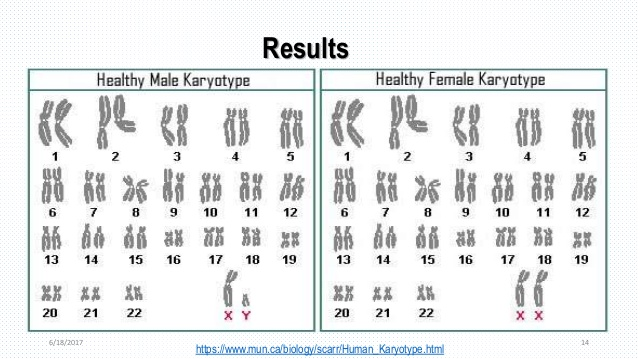 Results
Healthy Male Karyotype
1 2 3 4 5
6 7 8 9 10 11 12
13 14 15 16 17 18 19
20 21 22 X Y
Healthy Female Karyotype
1 2 3 4 5
6 7 8 9 10 11 12
13 14 15 16 17 18 19
20 21 22 X X
6/18/2017
https://www.mun.ca/biology/scarr/Human_Karyotype.html
14